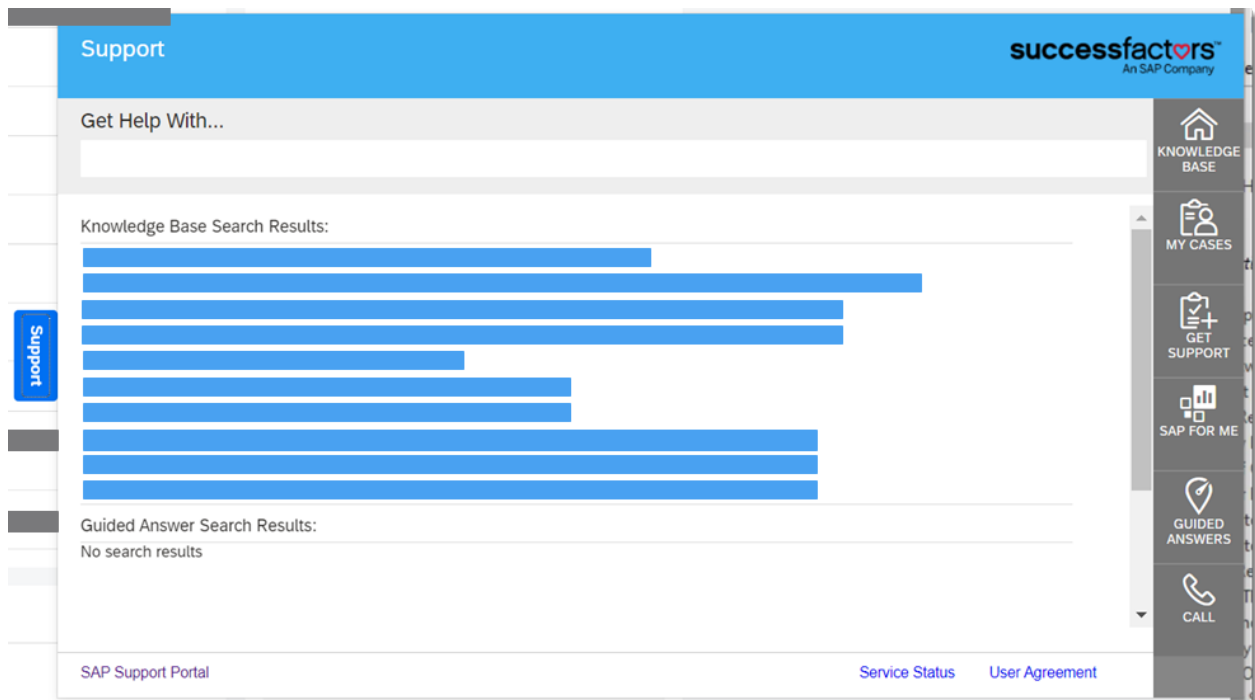 Support
successfactors™
An SAP Company
Get Help With...
KNOWLEDGE
BASE
Knowledge Base Search Results:
MY CASES
Support
GET
SUPPORT
SAP FOR ME
Guided Answer Search Results:
No search results
GUIDED
ANSWERS
CALL
SAP Support Portal
Service Status
User Agreement